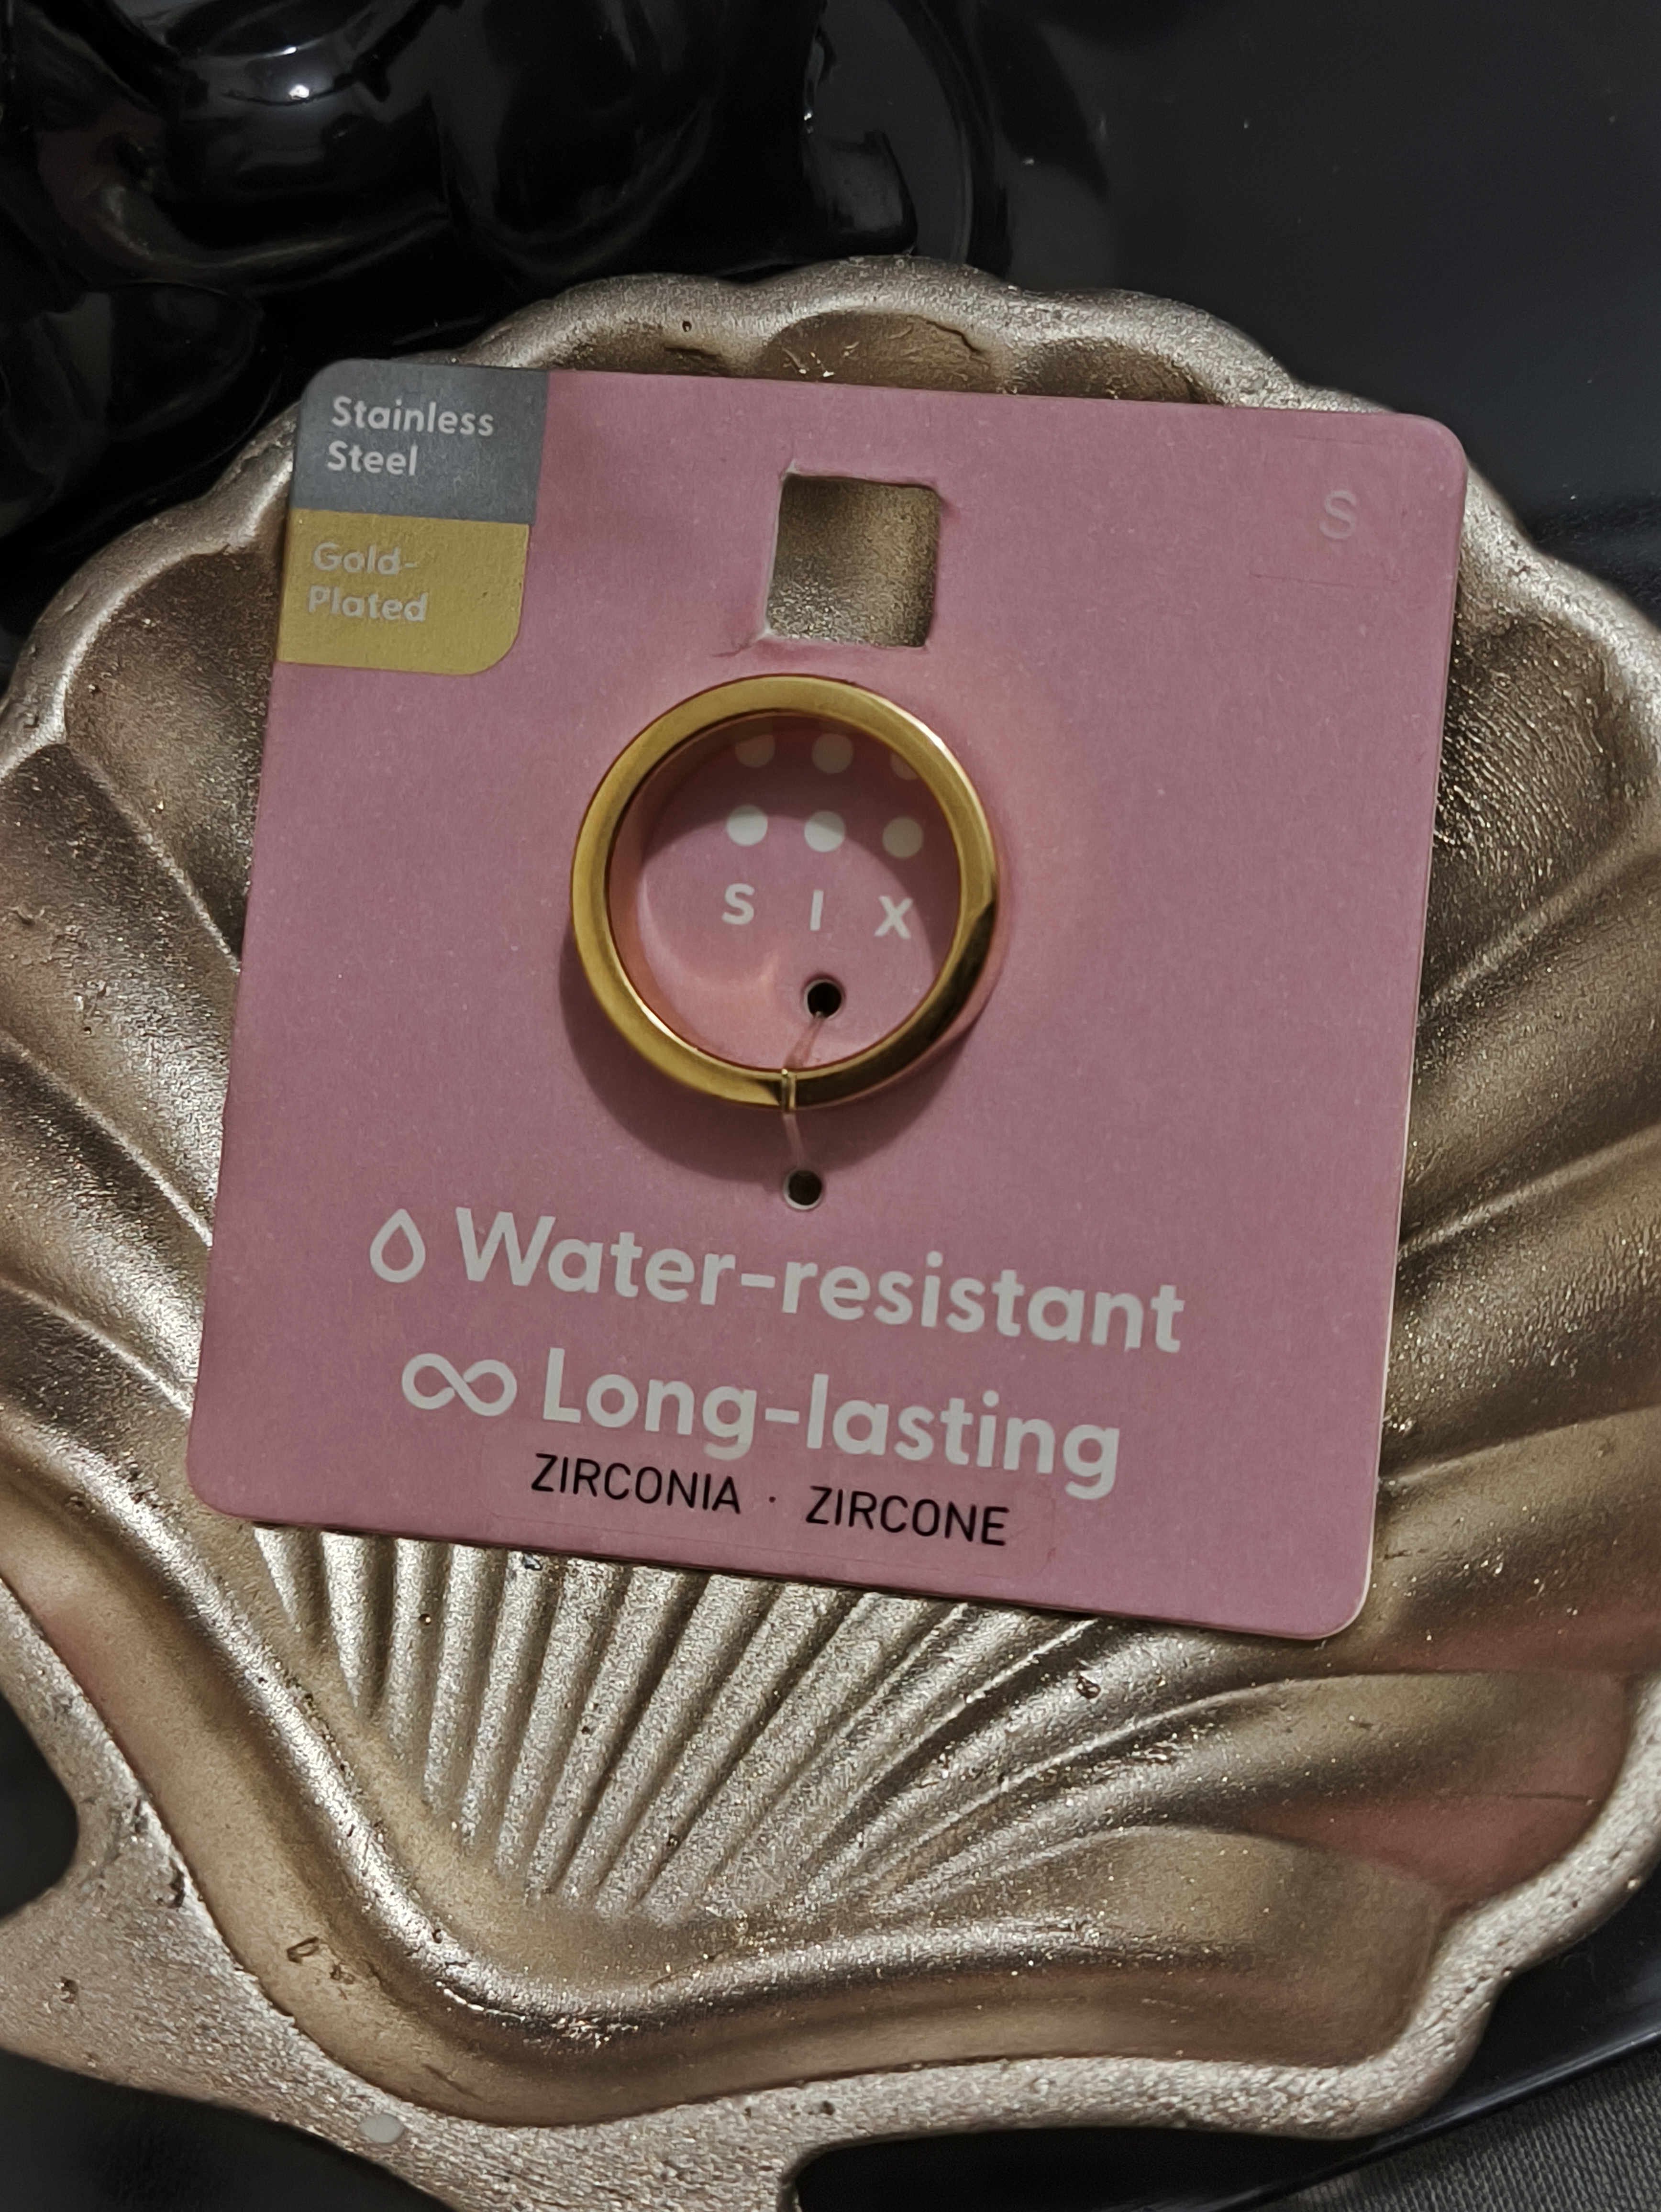 Stainless
Steel
Gold-
Plated
S
S I X
Water-resistant
Long-lasting
ZIRCONIA · ZIRCONE